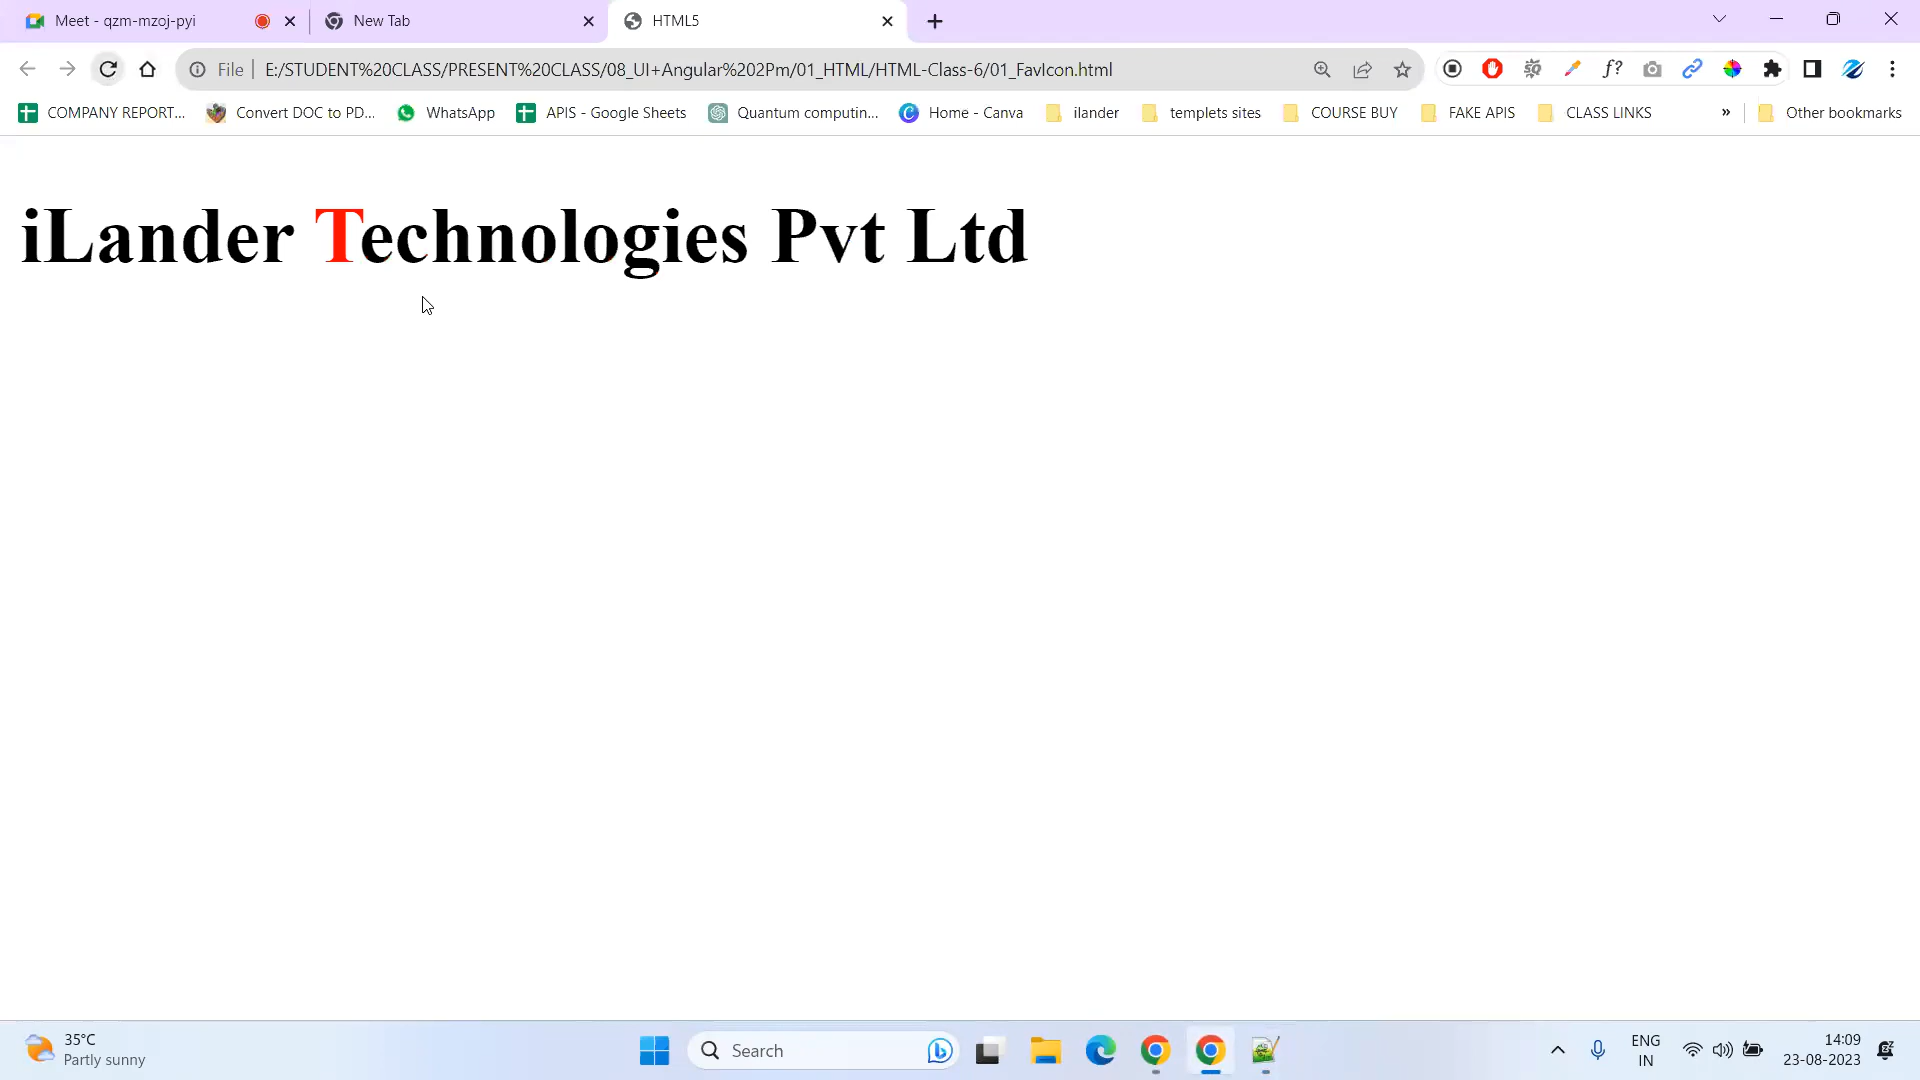 Meet - qzm-mzoj-pyi
New Tab
HTML5
File
E:/STUDENT%20CLASS/PRESENT%20CLASS/08_UI+Angular%202Pm/01_HTML/HTML-Class-6/01_FavIcon.html
f?
COMPANY REPORT...
Convert DOC to PD...
WhatsApp
APIS - Google Sheets
Quantum computin...
Home - Canva
ilander
templets sites
COURSE BUY
FAKE APIS
CLASS LINKS
»
Other bookmarks
iLander Technologies Pvt Ltd
35°C
Partly sunny
Search
ENG
IN
14:09
23-08-2023